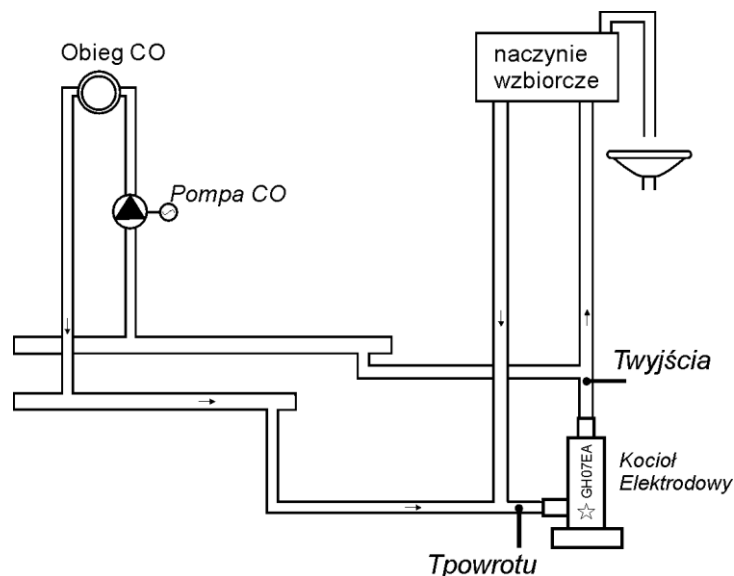 Obieg CO
naczynie
wzbiorcze
Pompa CO
Twyjścia
GH07EA
Kocioł
Elektrodowy
Tpowrotu